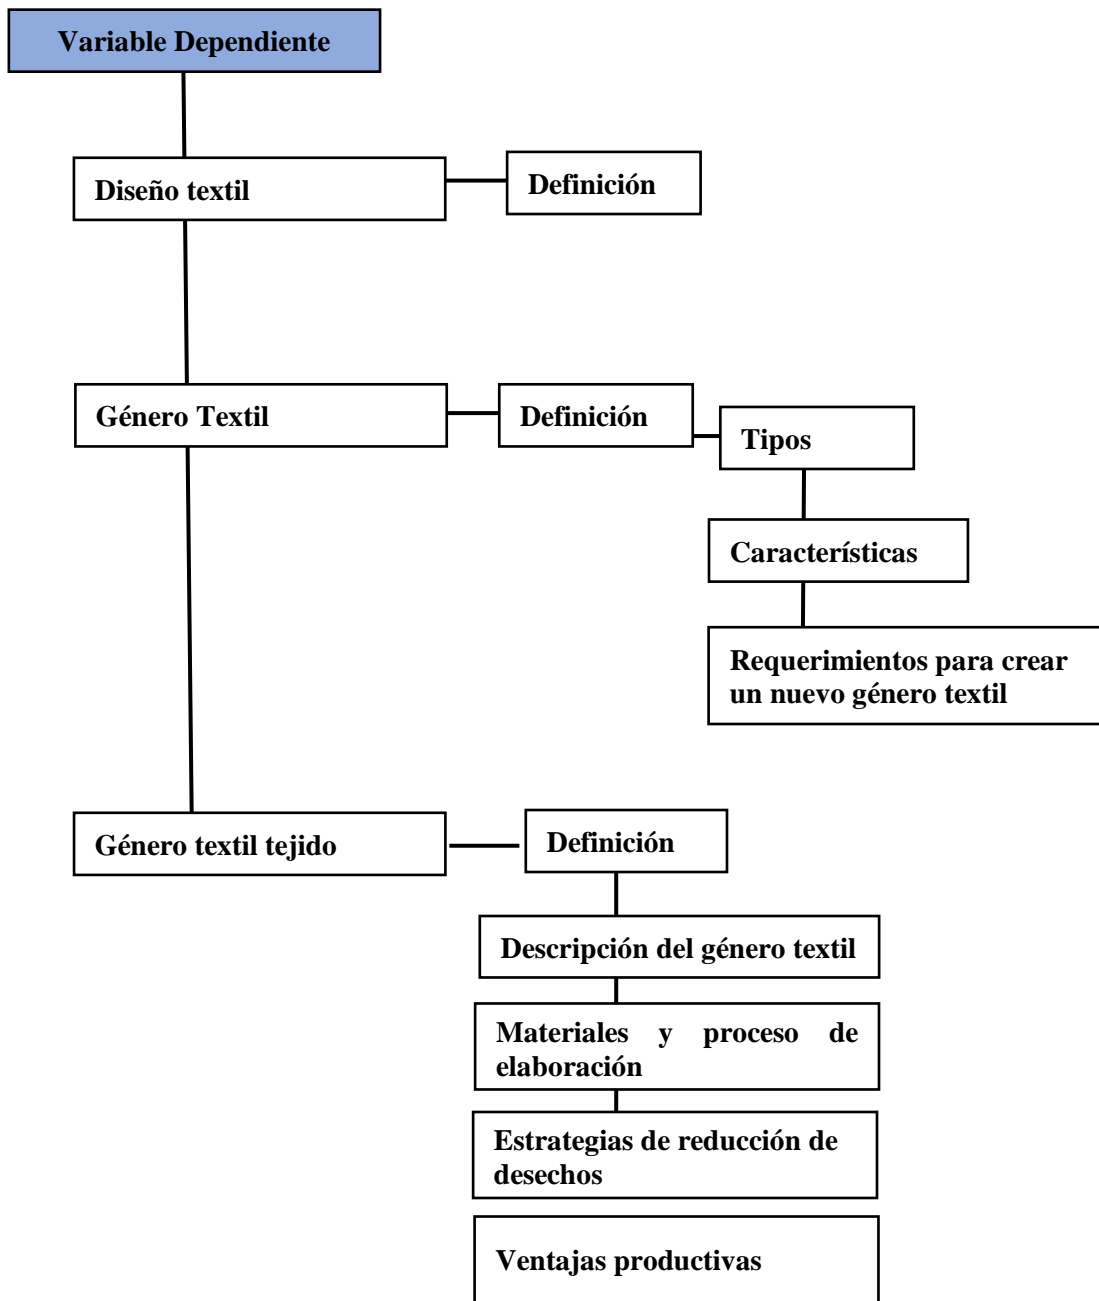 Variable Dependiente
Diseño textil
Definición
Género Textil
Definición
Tipos
Características
Requerimientos para crear
un nuevo género textil
Género textil tejido
Definición
Descripción del género textil
Materiales y proceso de
elaboración
Estrategias de reducción de
desechos
Ventajas productivas